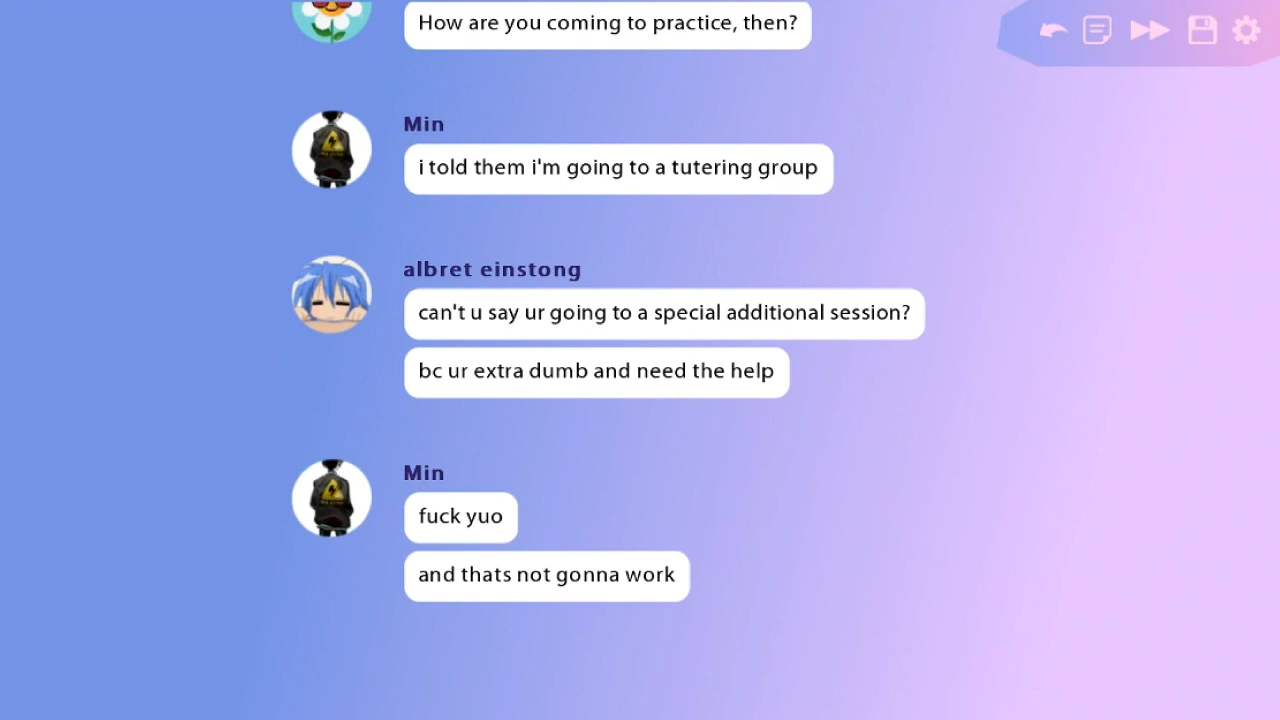 How are you coming to practice, then?
Min
i told them i'm going to a tutering group
albret einstong
can't u say ur going to a special additional session?
bc ur extra dumb and need the help
Min
fuck yuo
and thats not gonna work